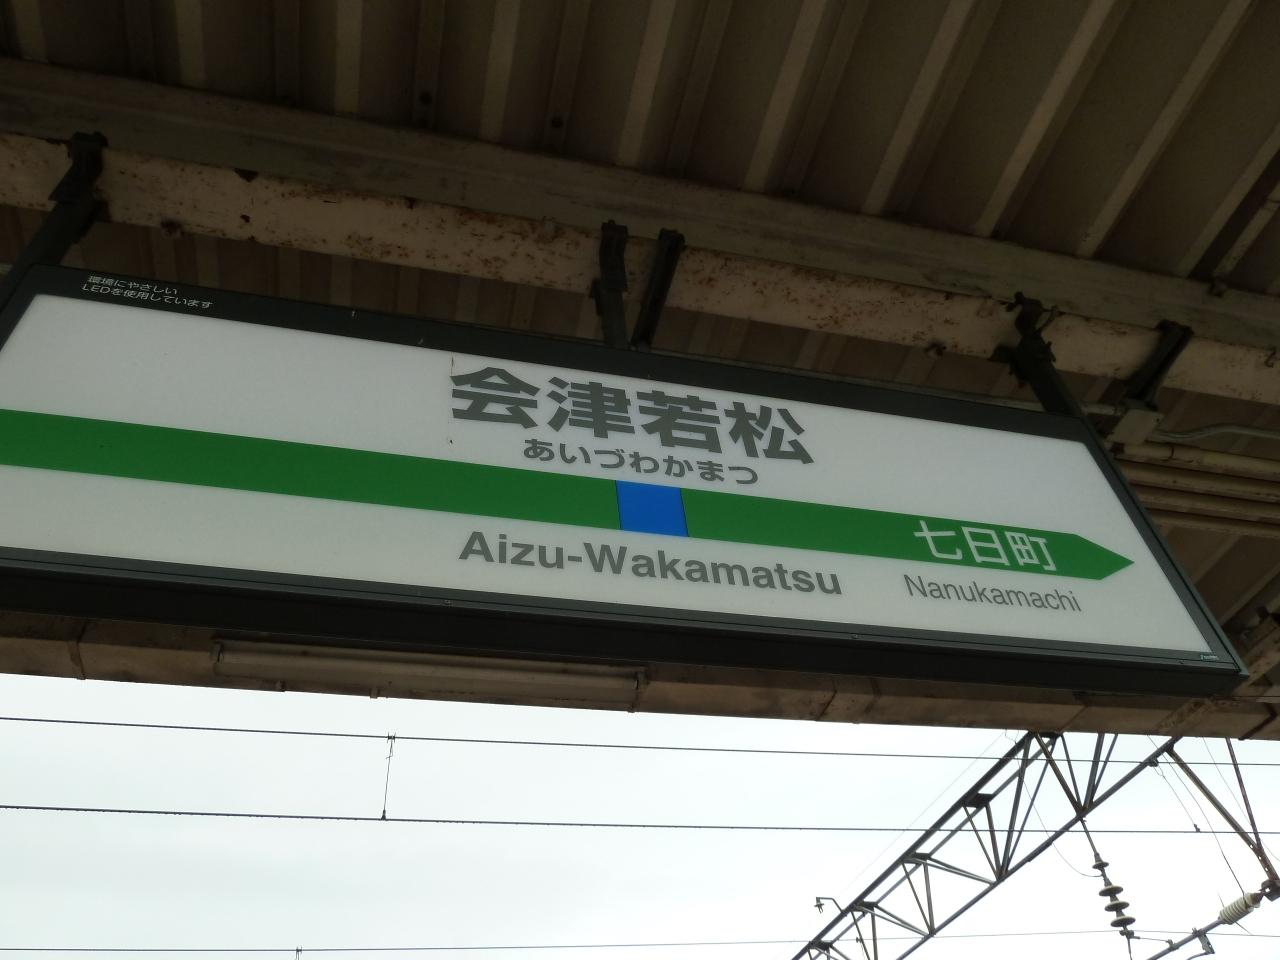 環境にやさしい
LEDを使用しています
会津若松
あいづわかまつ
七日町
Aizu-Wakamatsu
Nanukamachi